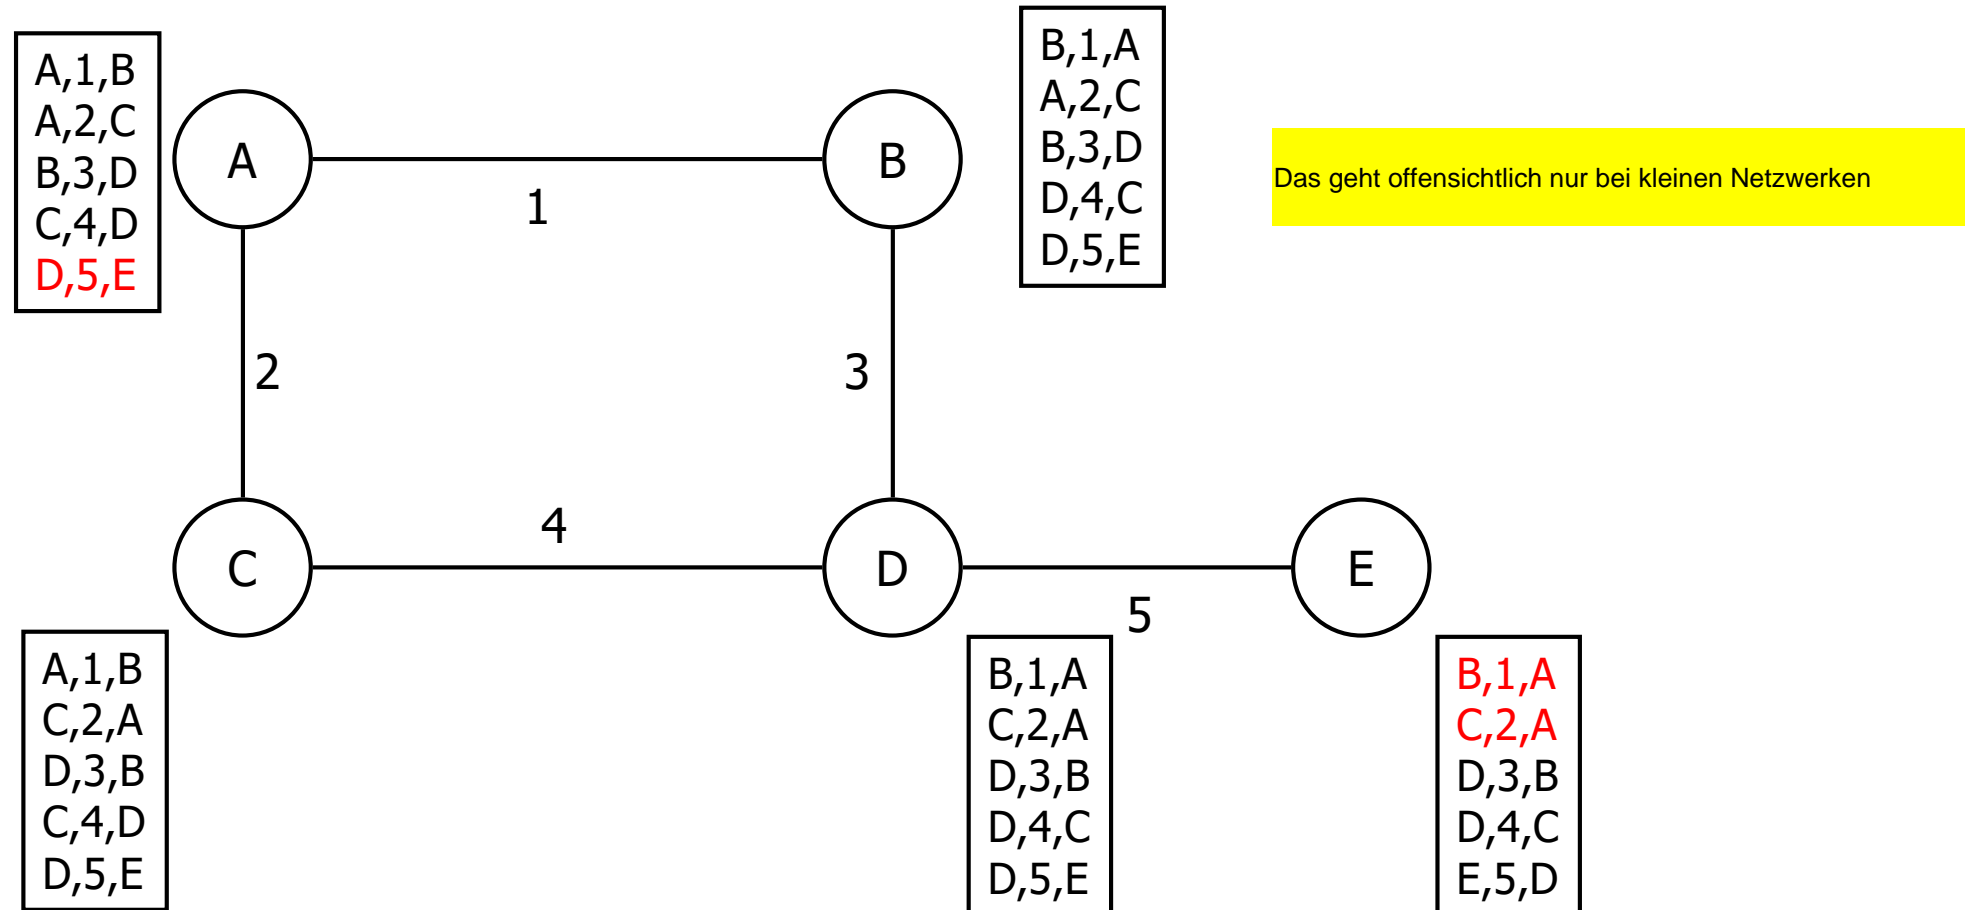 A,1,B
A,2,C
B,3,D
C,4,D
D,5,E
A
1
B
B,1,A
A,2,C
B,3,D
D,4,C
D,5,E
Das geht offensichtlich nur bei kleinen Netzwerken
2
3
C
4
D
5
E
A,1,B
C,2,A
D,3,B
C,4,D
D,5,E
B,1,A
C,2,A
D,3,B
D,4,C
D,5,E
B,1,A
C,2,A
D,3,B
D,4,C
E,5,D